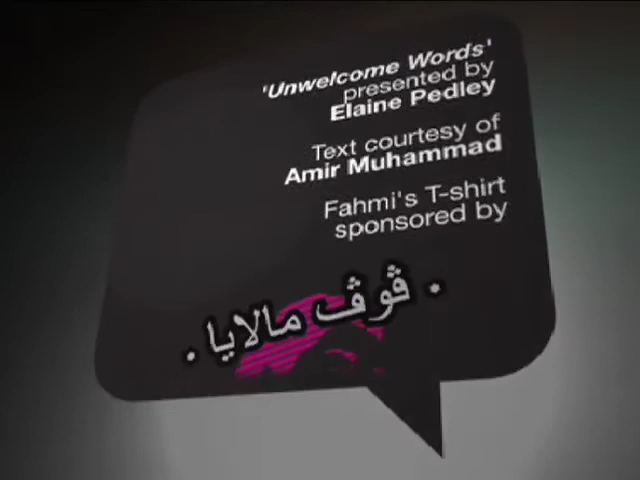 'Unwelcome Words'
presented by
Elaine Pedley
Text courtesy of
Amir Muhammad
Fahmi's T-shirt
sponsored by
. ڤوڤ مالايا .